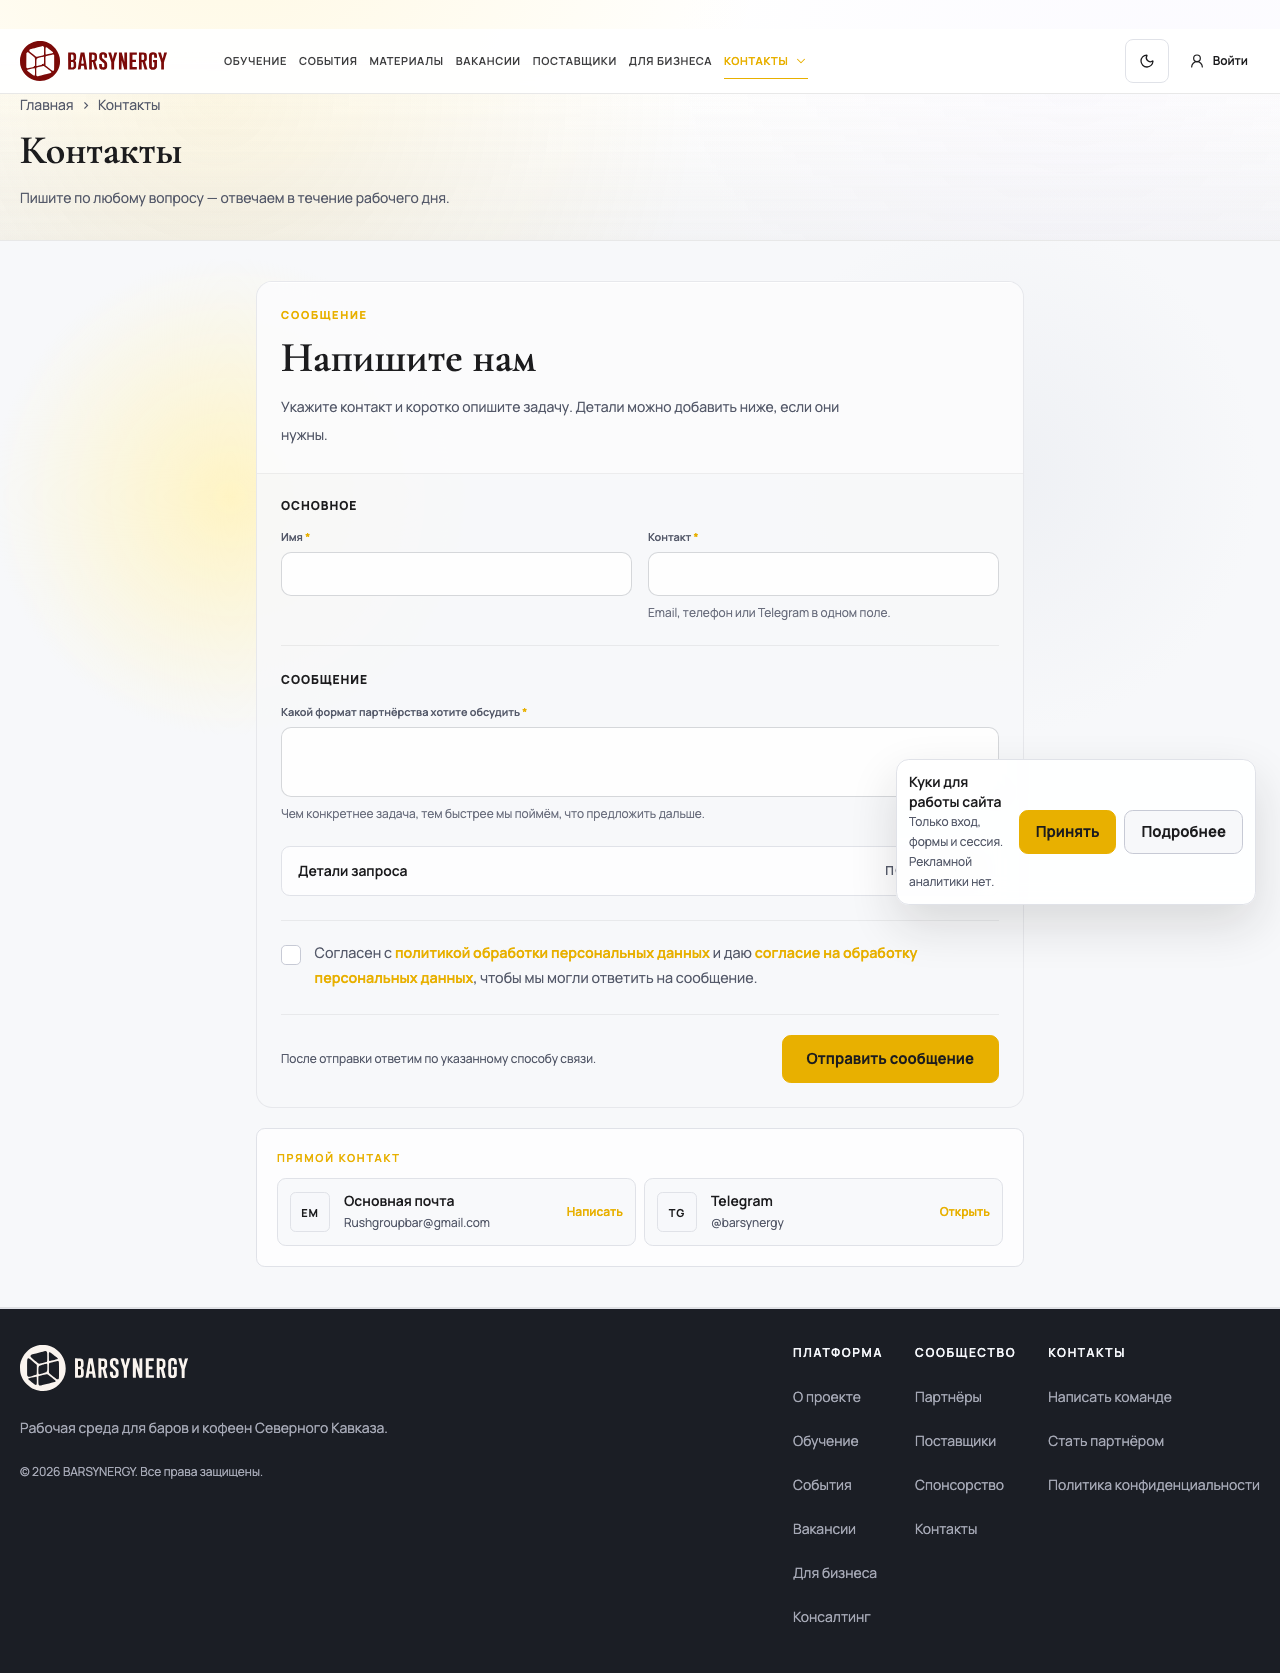 BARSYNERGY
ОБУЧЕНИЕ СОБЫТИЯ МАТЕРИАЛЫ ВАКАНСИИ ПОСТАВЩИКИ ДЛЯ БИЗНЕСА КОНТАКТЫ
Войти
Главная › Контакты
Контакты
Пишите по любому вопросу — отвечаем в течение рабочего дня.
СООБЩЕНИЕ
Напишите нам
Укажите контакт и коротко опишите задачу. Детали можно добавить ниже, если они
нужны.
ОСНОВНОЕ
Имя *
Контакт *
Email, телефон или Telegram в одном поле.
СООБЩЕНИЕ
Какой формат партнёрства хотите обсудить *
Чем конкретнее задача, тем быстрее мы поймём, что предложить дальше.
Детали запроса
Куки для
работы сайта
Только вход,
формы и сессия.
Рекламной
аналитики нет.
Принять
Подробнее
Согласен с политикой обработки персональных данных и даю согласие на обработку
персональных данных, чтобы мы могли ответить на сообщение.
После отправки ответим по указанному способу связи.
Отправить сообщение
ПРЯМОЙ КОНТАКТ
EM
Основная почта
Rushgroupbar@gmail.com
Написать
TG
Telegram
@barsynergy
Открыть
BARSYNERGY
Рабочая среда для баров и кофеен Северного Кавказа.
© 2026 BARSYNERGY. Все права защищены.
ПЛАТФОРМА
О проекте
Обучение
События
Вакансии
Для бизнеса
Консалтинг
СООБЩЕСТВО
Партнёры
Поставщики
Спонсорство
Контакты
КОНТАКТЫ
Написать команде
Стать партнёром
Политика конфиденциальности